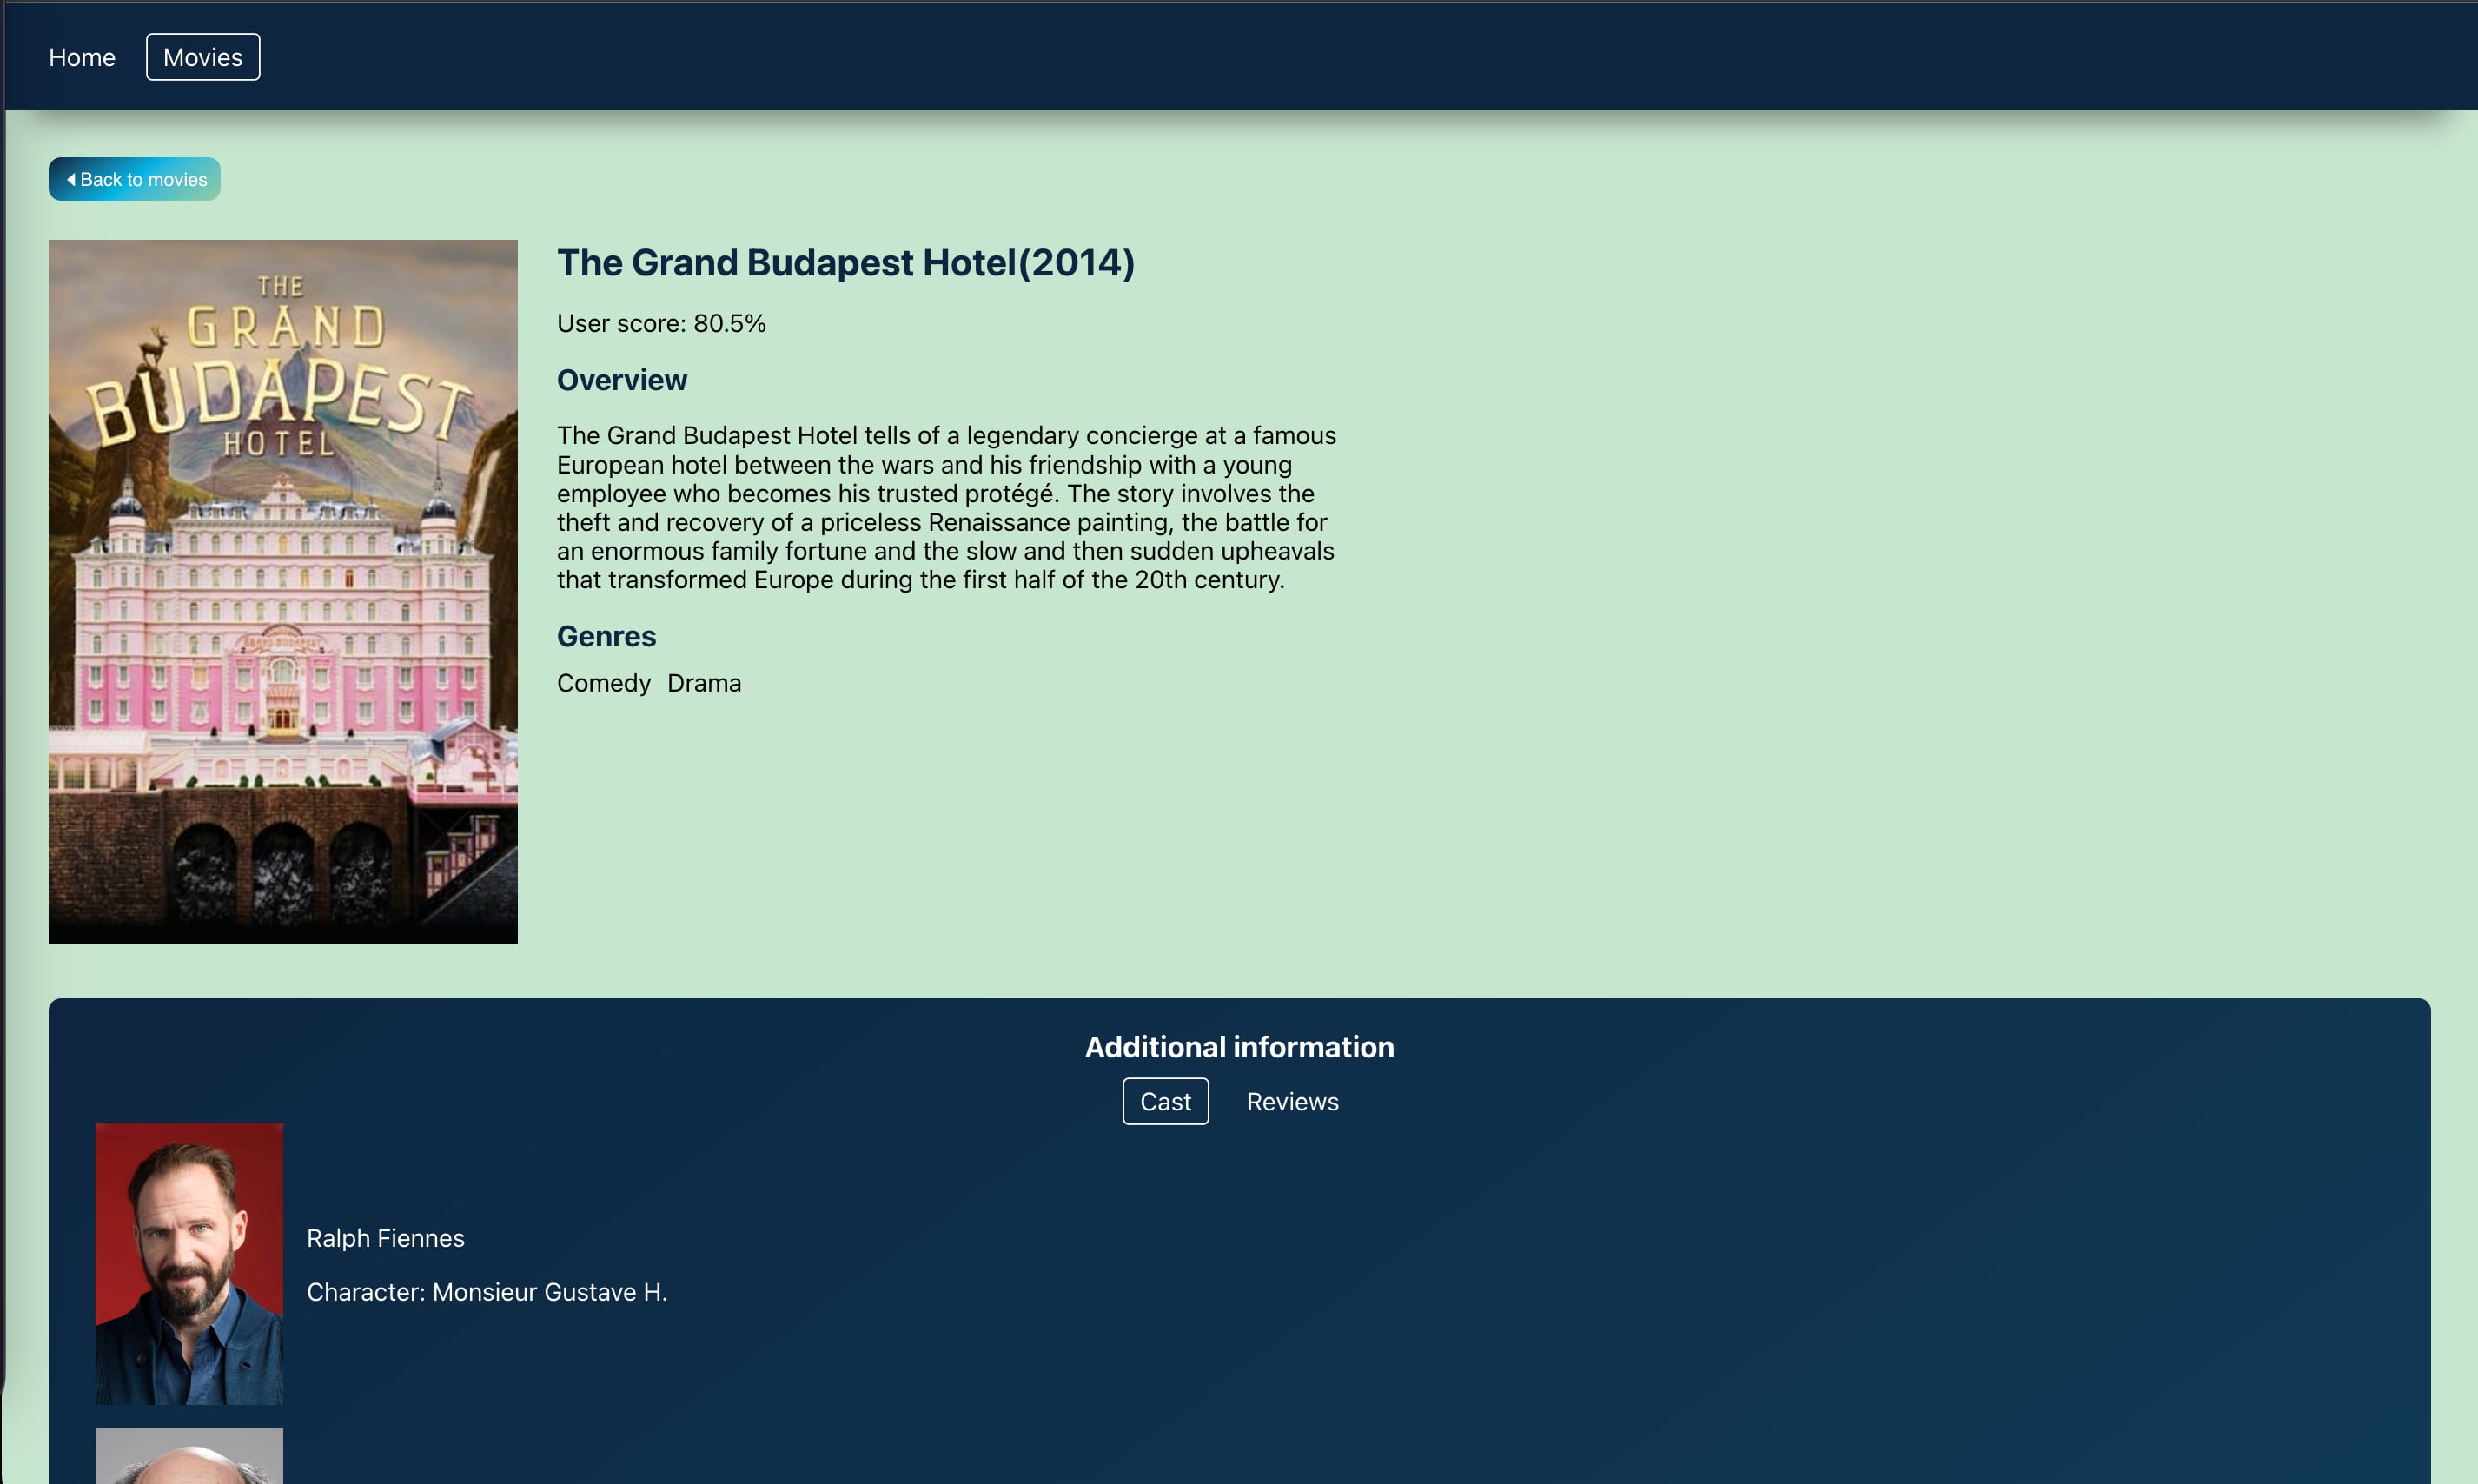 Home
Movies
Back to movies
THE
GRAND
BUDAPEST
HOTEL
GRAND BUDAPEST
The Grand Budapest Hotel(2014)
User score: 80.5%
Overview
The Grand Budapest Hotel tells of a legendary concierge at a famous
European hotel between the wars and his friendship with a young
employee who becomes his trusted protégé. The story involves the
theft and recovery of a priceless Renaissance painting, the battle for
an enormous family fortune and the slow and then sudden upheavals
that transformed Europe during the first half of the 20th century.
Genres
Comedy Drama
Additional information
Cast
Reviews
Ralph Fiennes
Character: Monsieur Gustave H.